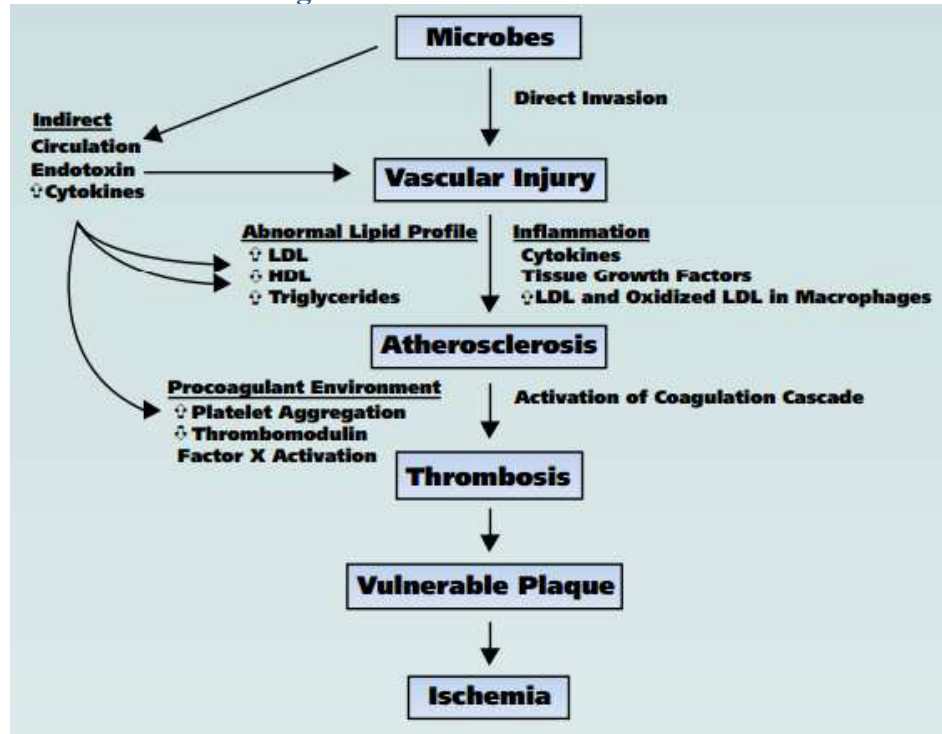 Microbes
Direct Invasion
Indirect
Circulation
Endotoxin
⇧Cytokines
Vascular Injury
Abnormal Lipid Profile
⇧ LDL
⇩ HDL
⇧ Triglycerides
Inflammation
Cytokines
Tissue Growth Factors
⇧LDL and Oxidized LDL in Macrophages
Atherosclerosis
Procoagulant Environment
⇧ Platelet Aggregation
⇩ Thrombomodulin
Factor X Activation
Activation of Coagulation Cascade
Thrombosis
Vulnerable Plaque
Ischemia